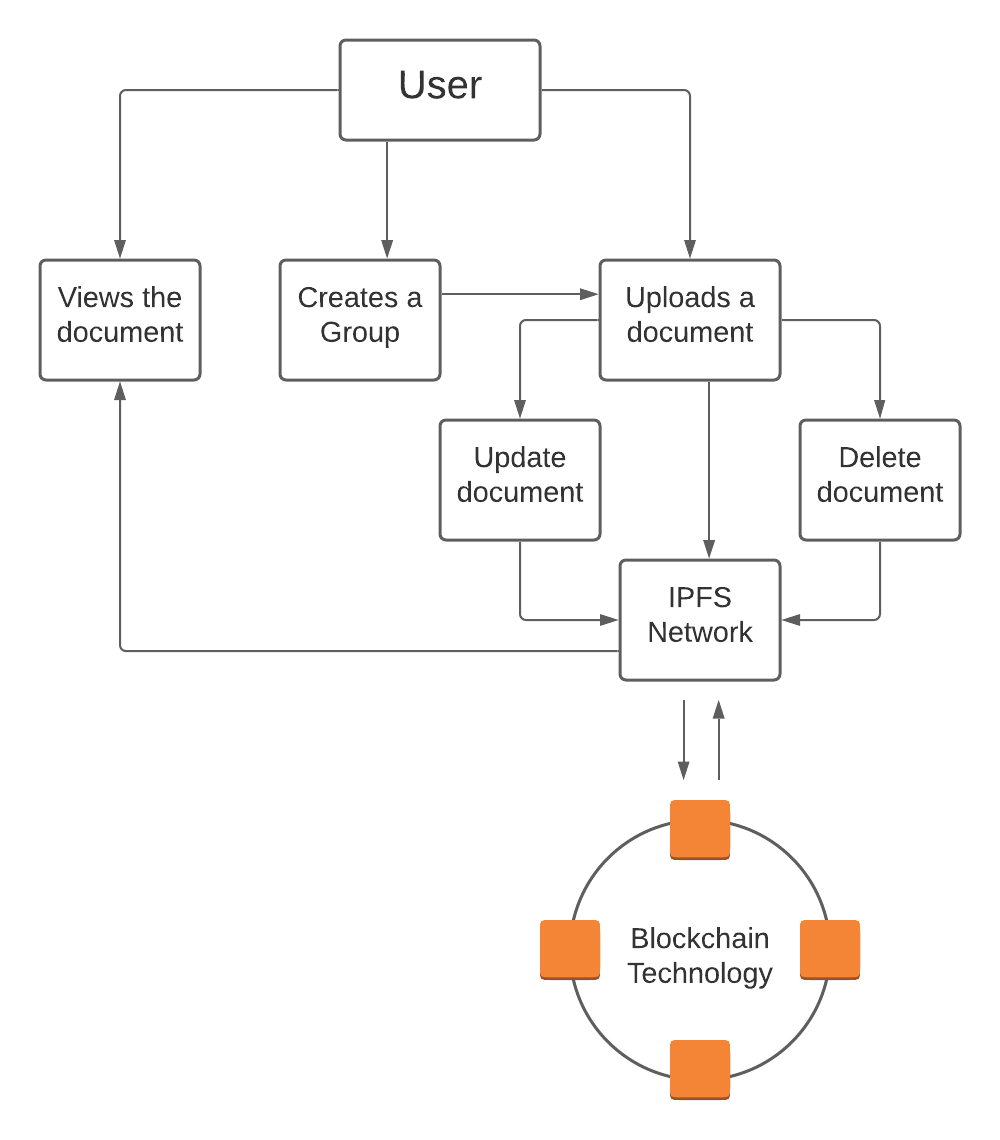 User
Views the
document
Creates a
Group
Uploads a
document
Update
document
Delete
document
IPFS
Network
Blockchain
Technology